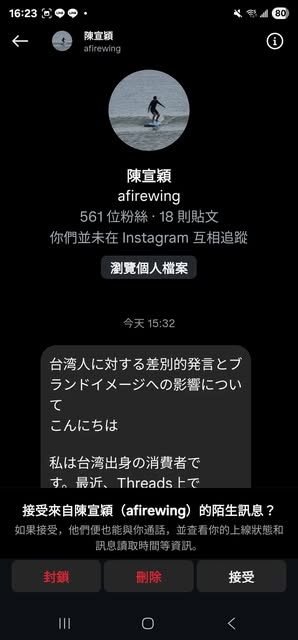 16:23
80
陳宣穎
afirewing
陳宣穎
afirewing
561 位粉絲 · 18 則貼文
你們並未在 Instagram 互相追蹤
瀏覽個人檔案
今天 15:32
台湾人に対する差別的発言とブ
ランドイメージへの影響につい
て
こんにちは
私は台湾出身の消費者で
す。最近、Threads上で
接受來自陳宣穎（afirewing）的陌生訊息？
如果接受，他們便也能與你通話，並查看你的上線狀態和
訊息讀取時間等資訊。
封鎖
刪除
接受